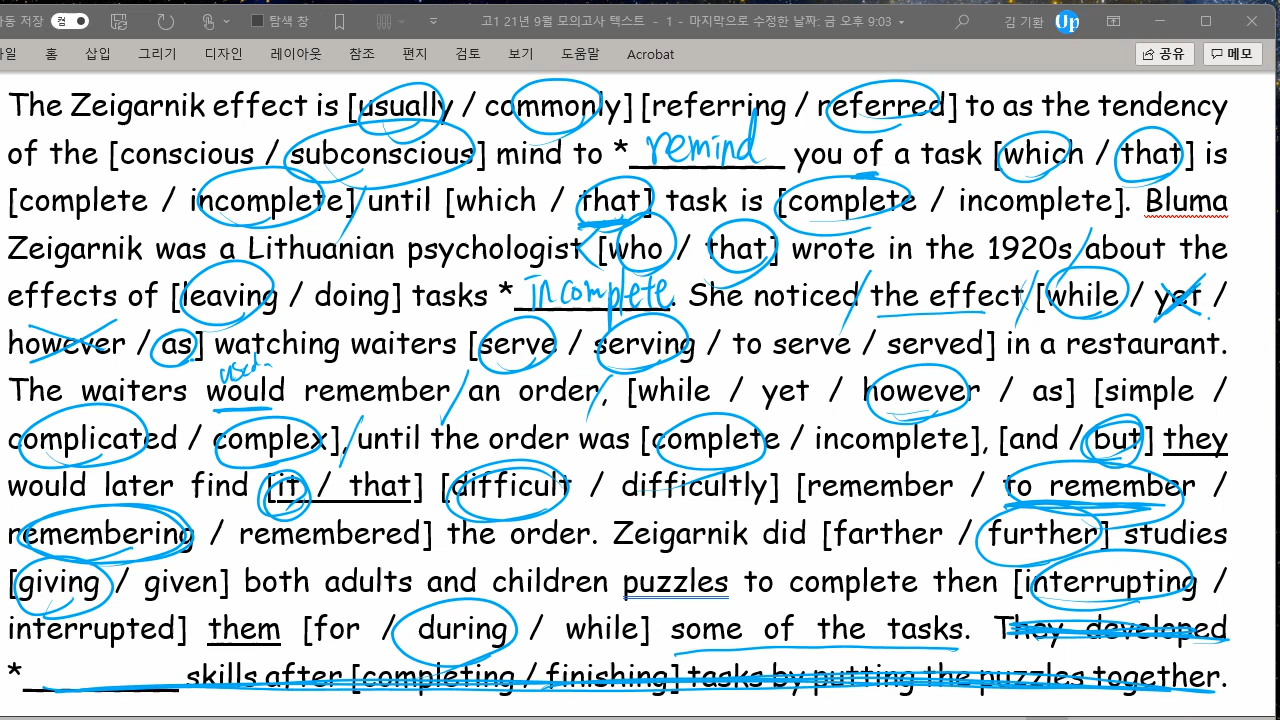 동 저장 컴 탐색 창 고1 21년 9월 모의고사 텍스트 - 1 - 마지막으로 수정한 날짜: 금 오후 9:03 김 기환 Up
일 홈 삽입 그리기 디자인 레이아웃 참조 편지 검토 보기 도움말 Acrobat 공유 메모
The Zeigarnik effect is [usually / commonly] [referring / referred] to as the tendency
of the [conscious / subconscious] mind to *__________ remind you of a task [which / that] is
[complete / incomplete] until [which / that] task is [complete / incomplete]. Bluma
Zeigarnik was a Lithuanian psychologist [who / that] wrote in the 1920s about the
effects of [leaving / doing] tasks *__________ incomplete. She noticed the effect [while / yet /
however / as] watching waiters [serve / serving / to serve / served] in a restaurant.
used
The waiters would remember an order, [while / yet / however / as] [simple /
complicated / complex], until the order was [complete / incomplete], [and / but] they
would later find [it / that] [difficult / difficultly] [remember / to remember /
remembering / remembered] the order. Zeigarnik did [farther / further] studies
[giving / given] both adults and children puzzles to complete then [interrupting /
interrupted] them [for / during / while] some of the tasks. They developed
*__________ skills after [completing / finishing] tasks by putting the puzzles together.